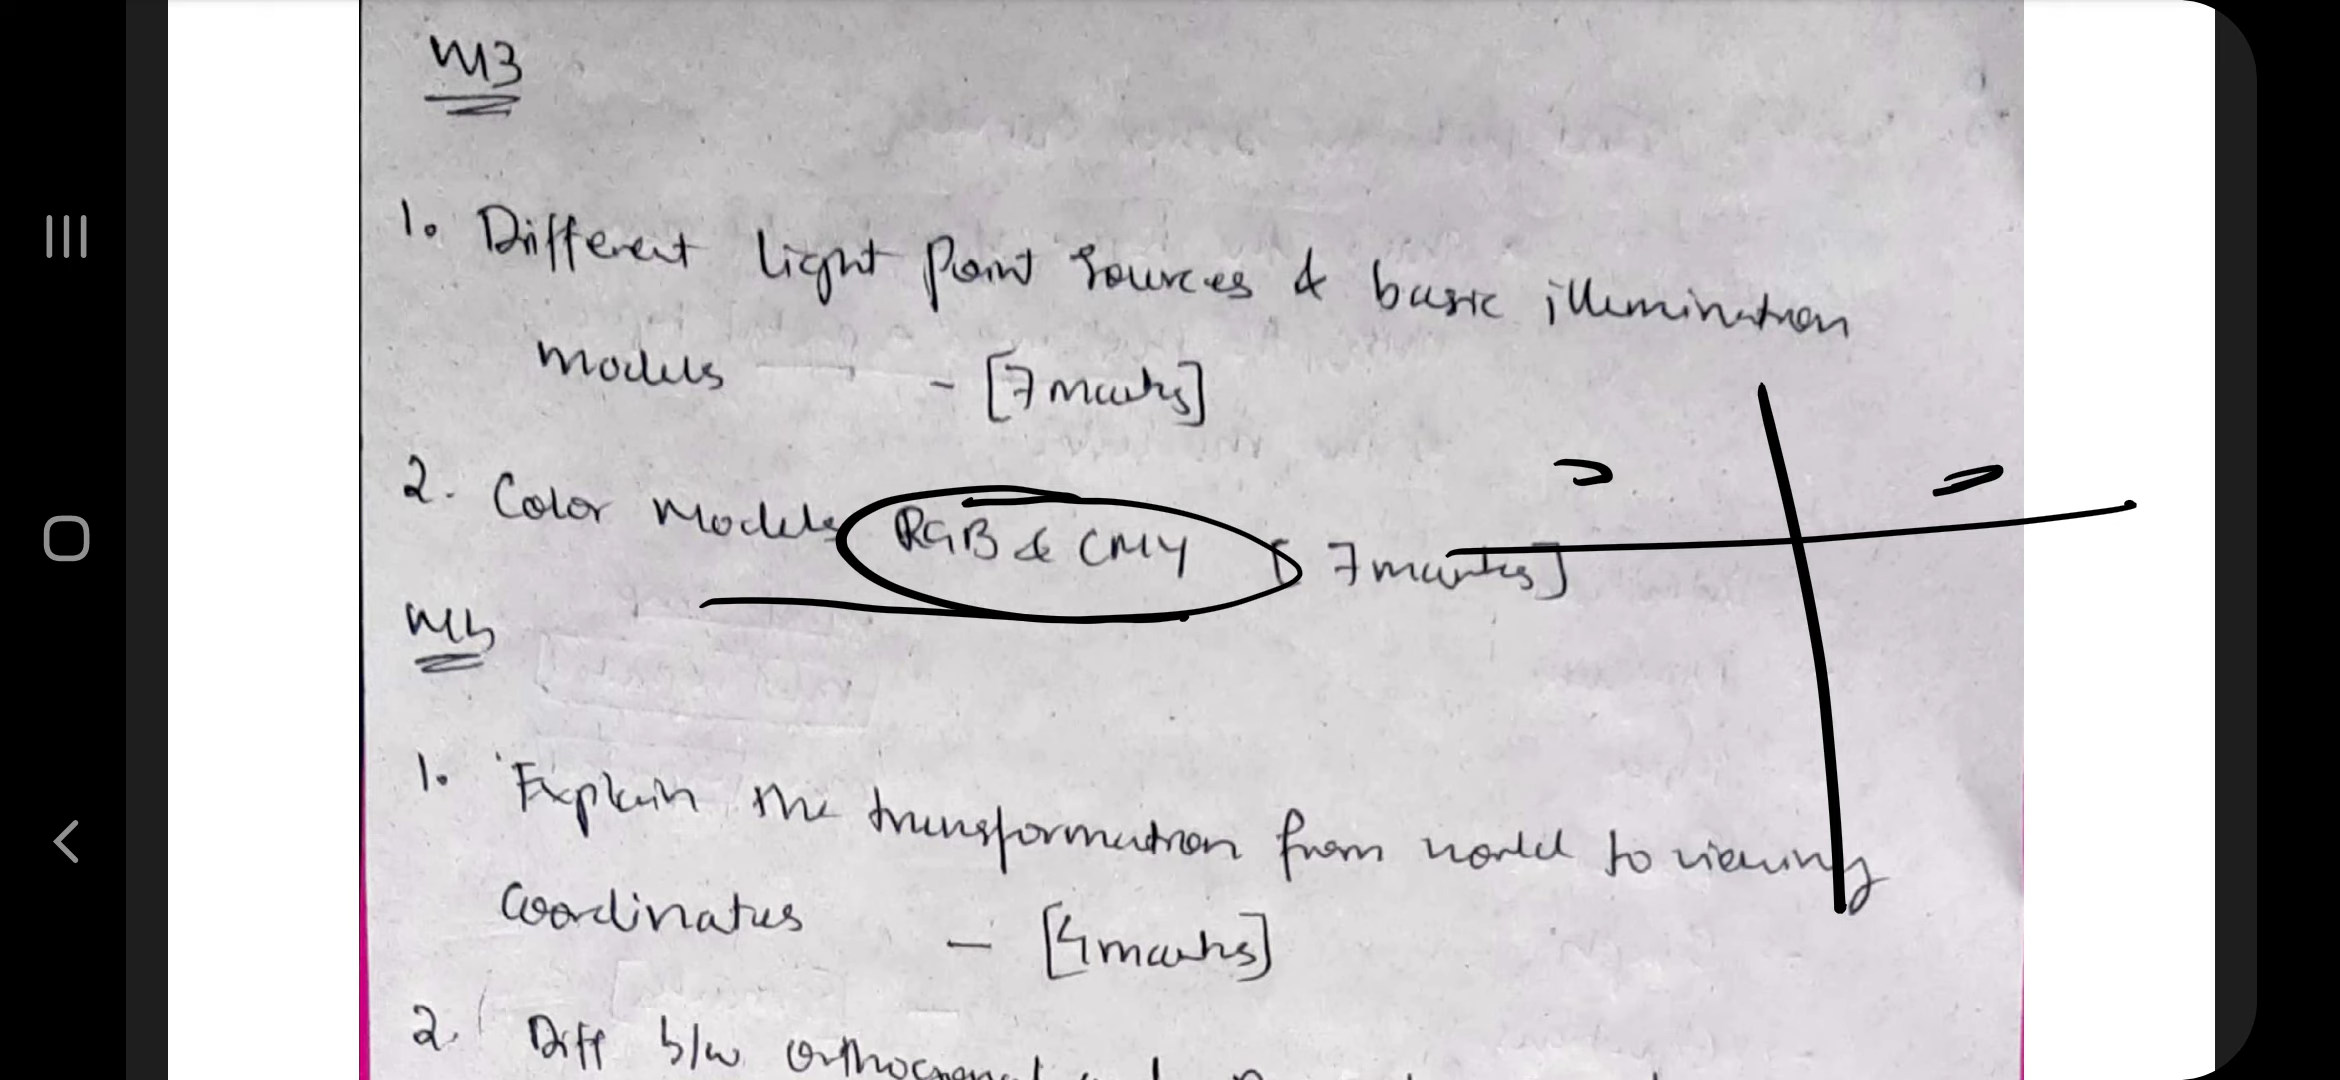 M3
1. Different light point sources & basic illumination
models - [7 marks]
2. Color Models RGB & CMY [7 marks]
M4
1. Explain the transformation from world to viewing
Coordinates - [4 marks]
2. Diff b/w orthogonal